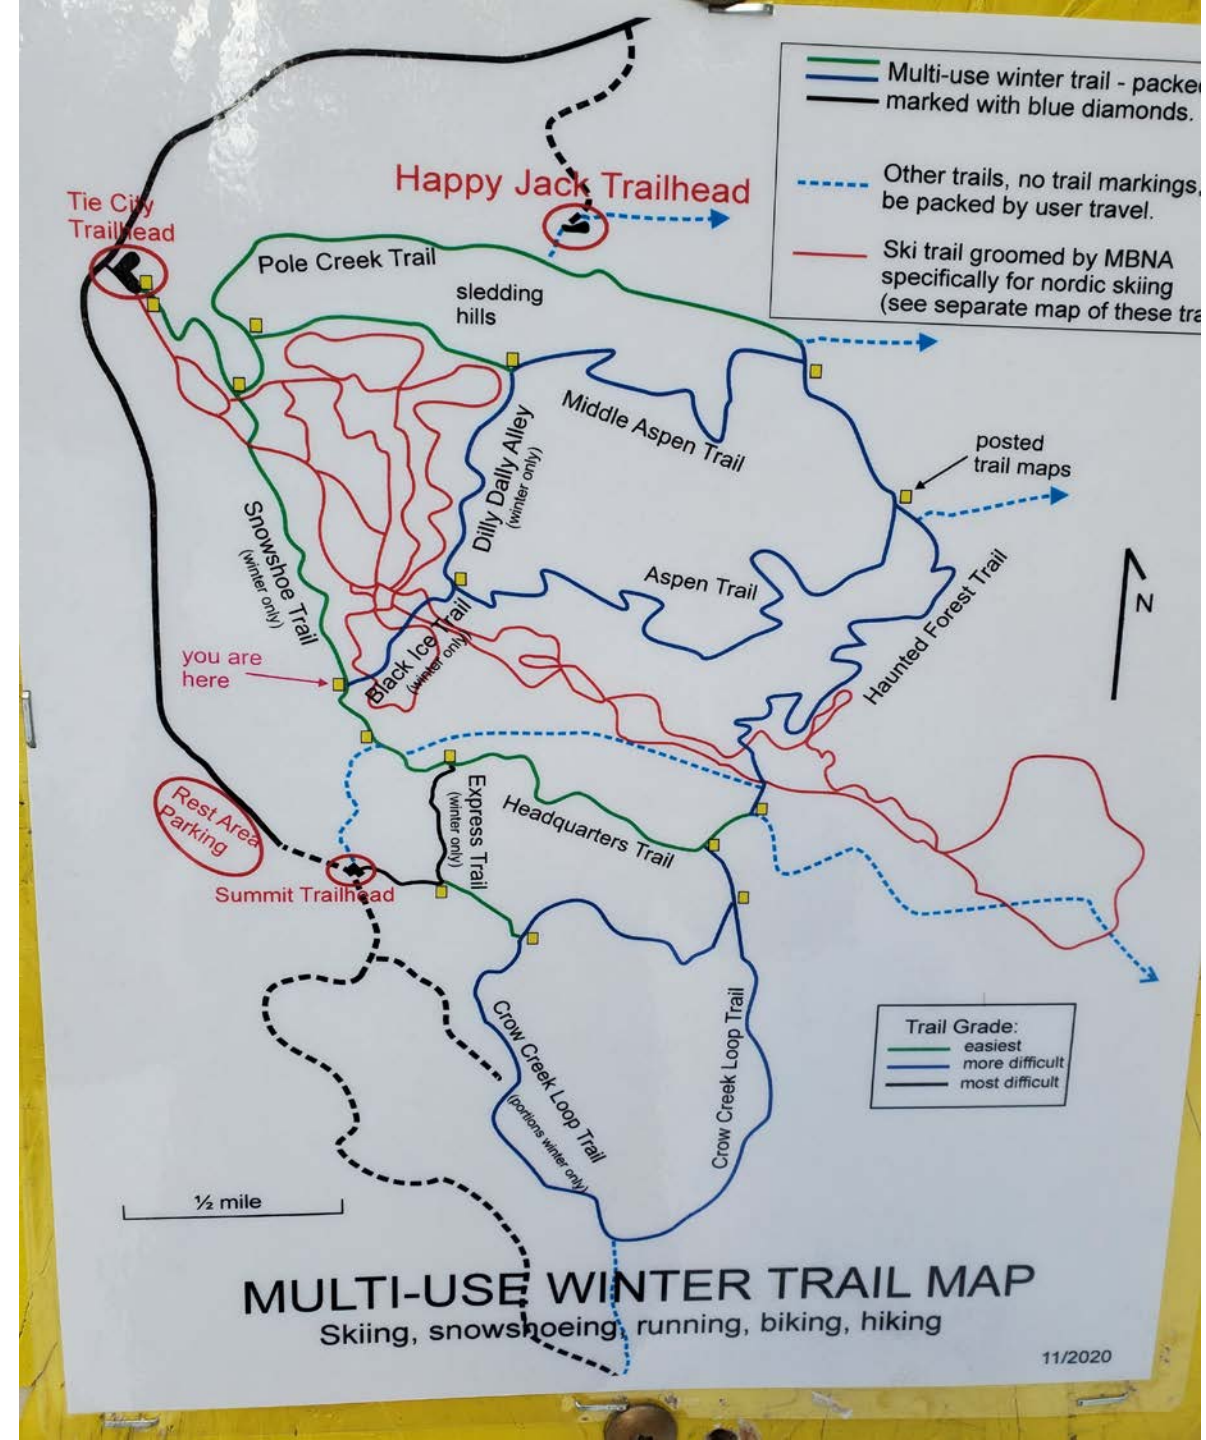 Multi-use winter trail - packe
marked with blue diamonds.
Other trails, no trail markings,
be packed by user travel.
Ski trail groomed by MBNA
specifically for nordic skiing
(see separate map of these tra
Happy Jack Trailhead
Tie City
Trailhead
Pole Creek Trail
sledding
hills
Middle Aspen Trail
posted
trail maps
Dilly Dally Alley
(winter only)
Snowshoe Trail
(winter only)
Aspen Trail
Haunted Forest Trail
N
Black Ice Trail
(winter only)
you are
here
Express Trail
(winter only)
Headquarters Trail
Rest Area
Parking
Summit Trailhead
Crow Creek Loop Trail
(portions winter only)
Crow Creek Loop Trail
Trail Grade:
easiest
more difficult
most difficult
½ mile
MULTI-USE WINTER TRAIL MAP
Skiing, snowshoeing, running, biking, hiking
11/2020